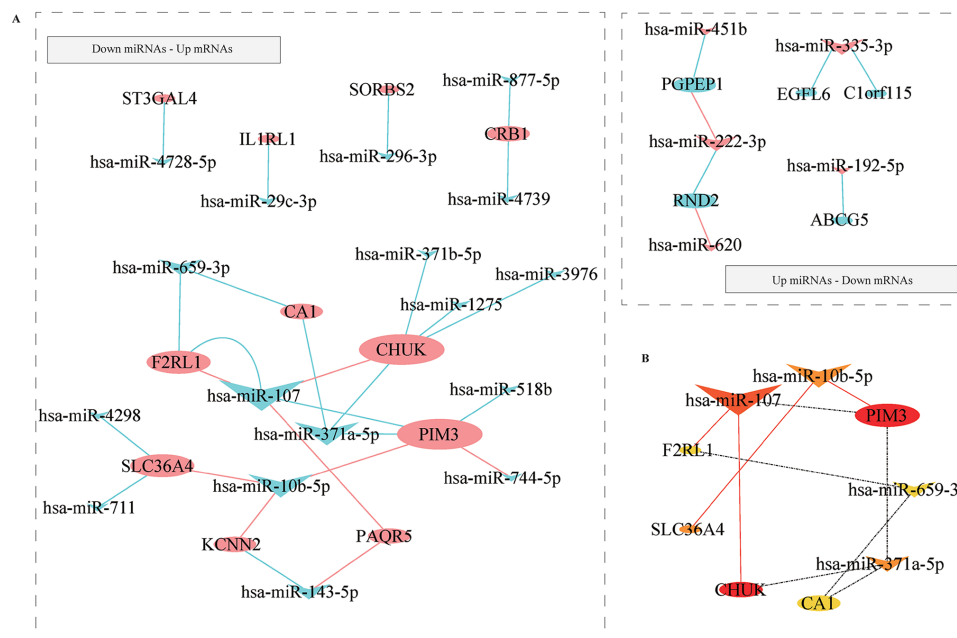 A
Down miRNAs - Up mRNAs
ST3GAL4
hsa-miR-4728-5p
IL1RL1
hsa-miR-29c-3p
SORBS2
hsa-miR-296-3p
hsa-miR-877-5p
CRB1
hsa-miR-4739
hsa-miR-659-3p
CA1
F2RL1
hsa-miR-371b-5p
hsa-miR-3976
hsa-miR-1275
CHUK
hsa-miR-107
hsa-miR-518b
hsa-miR-4298
hsa-miR-371a-5p
PIM3
SLC36A4
hsa-miR-744-5p
hsa-miR-10b-5p
hsa-miR-711
KCNN2
PAQR5
hsa-miR-143-5p
hsa-miR-451b
PGPEP1
hsa-miR-222-3p
RND2
hsa-miR-620
hsa-miR-335-3p
EGFL6
C1orf115
hsa-miR-192-5p
ABCG5
Up miRNAs - Down mRNAs
B
hsa-miR-10b-5p
hsa-miR-107
PIM3
F2RL1
hsa-miR-659-3
SLC36A4
hsa-miR-371a-5p
CHUK
CA1